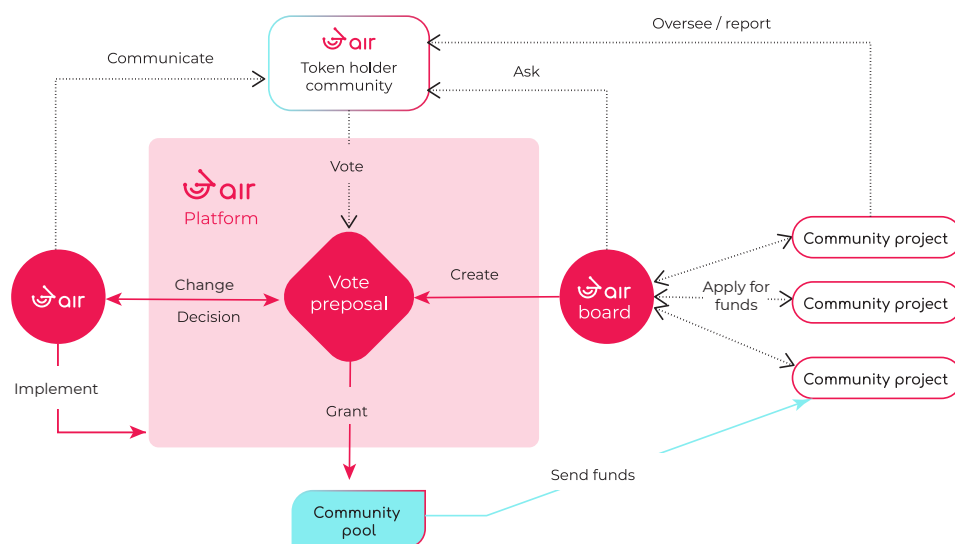 Oversee / report
air
Communicate
Token holder
community
Ask
Vote
air
Platform
Community project
Vote
preposal
Create
Change
Decision
air
air
board
Apply for
funds
Community project
Community project
Implement
Grant
Send funds
Community
pool